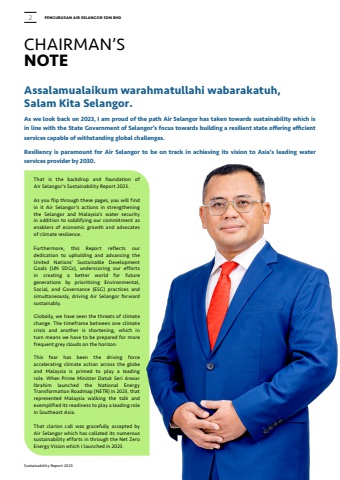 2
PENGURUSAN AIR SELANGOR SDN BHD
CHAIRMAN'S
NOTE
Assalamualaikum warahmatullahi wabarakatuh,
Salam Kita Selangor.
As we look back on 2023, I am proud of the path Air Selangor has taken towards sustainability which is
in line with the State Government of Selangor's focus towards building a resilient state offering efficient
services capable of withstanding global challenges.
Resiliency is paramount for Air Selangor to be on track in achieving its vision to Asia's leading water
services provider by 2030.
That is the backdrop and foundation of
Air Selangor's Sustainability Report 2023.
As you flip through these pages, you will find
in it Air Selangor's actions in strengthening
the Selangor and Malaysia's water security
in addition to solidifying our commitment as
enablers of economic growth and advocates
of climate resilience.
Furthermore, this Report reflects our
dedication to upholding and advancing the
United Nations' Sustainable Development
Goals (UN SDGs), underscoring our efforts
in creating a better world for future
generations by prioritizing Environmental,
Social, and Governance (ESG) practices and
simultaneously, driving Air Selangor forward
sustainably.
Globally, we have seen the threats of climate
change. The timeframe between one climate
crisis and another is shortening, which in
turn means we have to be prepared for more
frequent grey clouds on the horizon.
This fear has been the driving force
accelerating climate action across the globe
and Malaysia is primed to play a leading
role. When Prime Minister Datuk Seri Anwar
Ibrahim launched the National Energy
Transformation Roadmap (NETR) in 2023, that
represented Malaysia walking the talk and
exemplified its readiness to play a leading role
in Southeast Asia.
That clarion call was gracefully accepted by
Air Selangor which has collated its numerous
sustainability efforts in through the Net Zero
Energy Vision which I launched in 2023.
Sustainability Report 2023